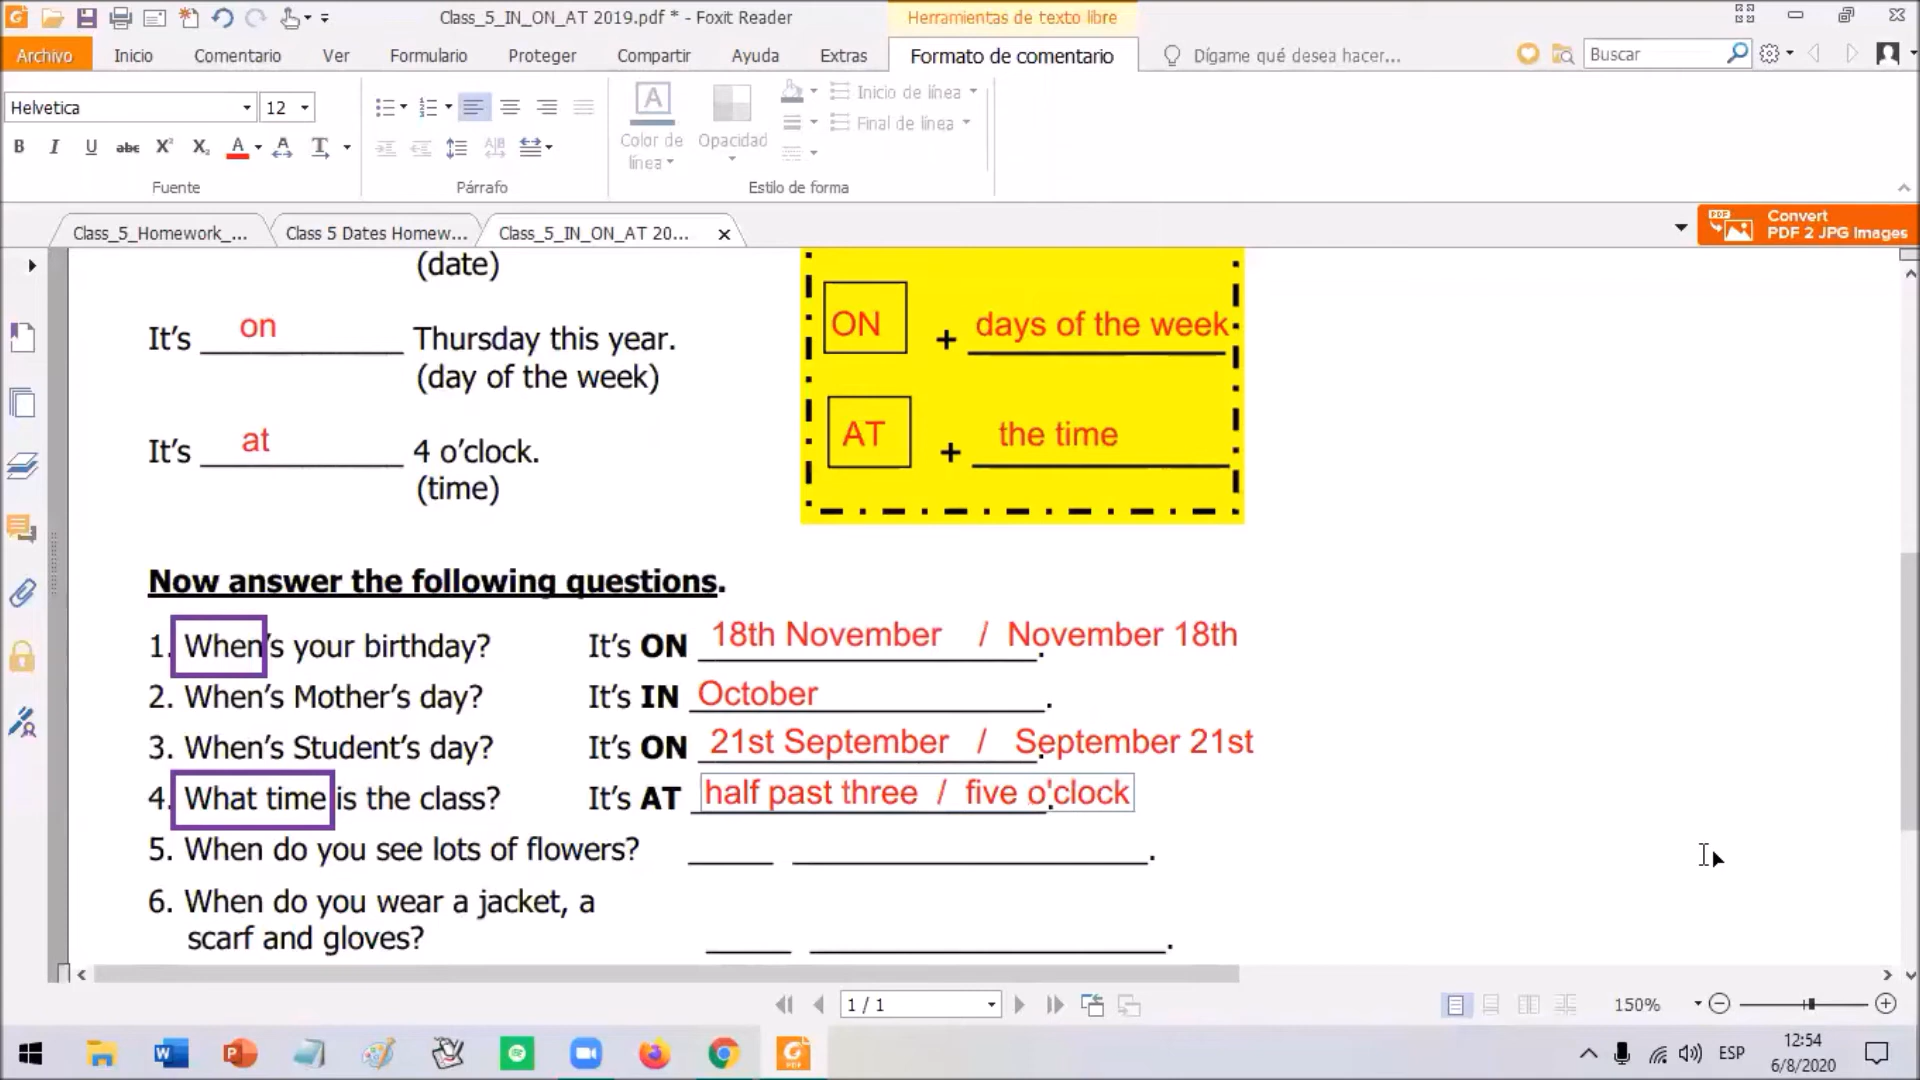 Class_5_IN_ON_AT 2019.pdf * - Foxit Reader
Herramientas de texto libre
Archivo Inicio Comentario Ver Formulario Proteger Compartir Ayuda Extras Formato de comentario Dígame qué desea hacer... Buscar
Helvetica 12
Color de línea Opacidad Inicio de línea
Final de línea
Fuente Párrafo Estilo de forma
Class_5_Homework_... Class 5 Dates Homew... Class_5_IN_ON_AT 20...
Convert
PDF 2 JPG Images
(date)
It's on Thursday this year.
(day of the week)
ON + days of the week
It's at 4 o'clock.
(time)
AT + the time
Now answer the following questions.
1. When's your birthday? It's ON 18th November / November 18th.
2. When's Mother's day? It's IN October.
3. When's Student's day? It's ON 21st September / September 21st.
4. What time is the class? It's AT half past three / five o'clock.
5. When do you see lots of flowers? _____ _____.
6. When do you wear a jacket, a
scarf and gloves? _____ _____.
1 / 1
150%
ESP
12:54
6/8/2020